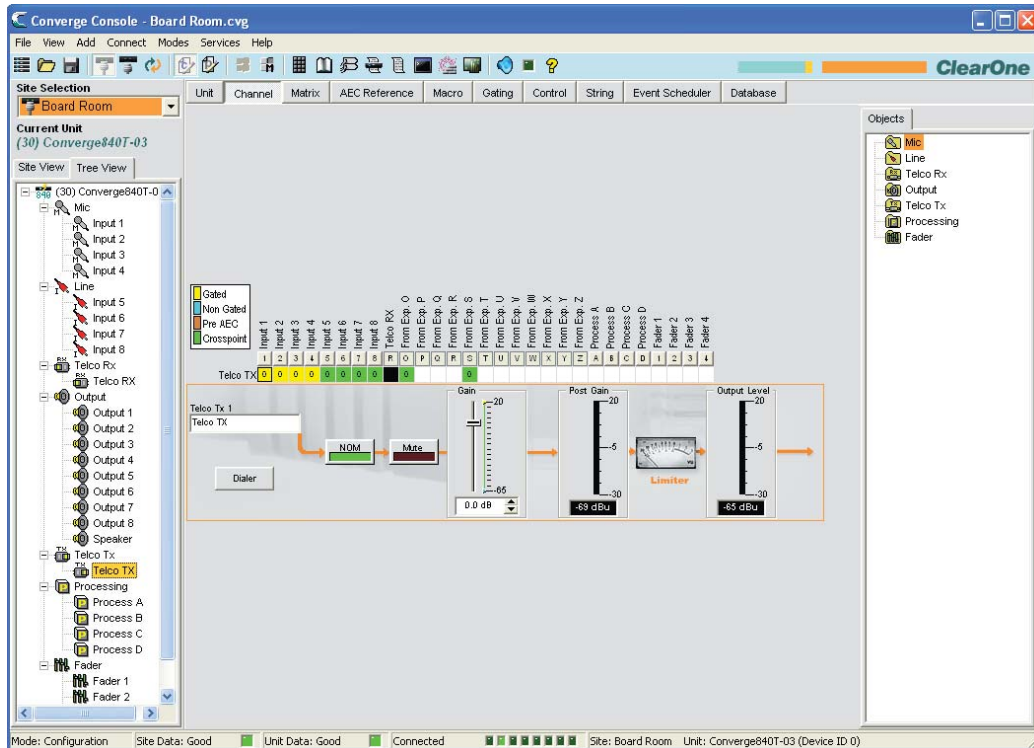 Converge Console - Board Room.cvg
File View Add Connect Modes Services Help
ClearOne
Site Selection
Board Room
Current Unit
(30) Converge840T-03
Site View Tree View
Unit Channel Matrix AEC Reference Macro Gating Control String Event Scheduler Database
(30) Converge840T-0
Mic
Input 1
Input 2
Input 3
Input 4
Line
Input 5
Input 6
Input 7
Input 8
Telco Rx
Telco RX
Output
Output 1
Output 2
Output 3
Output 4
Output 5
Output 6
Output 7
Output 8
Speaker
Telco Tx
Telco TX
Processing
Process A
Process B
Process C
Process D
Fader
Fader 1
Fader 2
Gated
Non Gated
Pre AEC
Crosspoint
Input 1 Input 2 Input 3 Input 4 Input 5 Input 6 Input 7 Input 8 Telco RX From Exp. O From Exp. P From Exp. Q From Exp. R From Exp. S From Exp. T From Exp. U From Exp. V From Exp. W From Exp. X From Exp. Y From Exp. Z Process A Process B Process C Process D Fader 1 Fader 2 Fader 3 Fader 4
1 2 3 4 5 6 7 8 R O P Q R S T U V W X Y Z A B C D 1 2 3 4
Telco TX 0 0 0 0 0 0 0 0 0 0
Telco Tx 1
Telco TX
Dialer
NOM
Mute
Gain
20
-65
0.0 dB
Post Gain
20
-5
-30
-69 dBu
Limiter
Output Level
20
-5
-30
-65 dBu
Objects
Mic
Line
Telco Rx
Output
Telco Tx
Processing
Fader
Mode: Configuration Site Data: Good Unit Data: Good Connected Site: Board Room Unit: Converge840T-03 (Device ID 0)